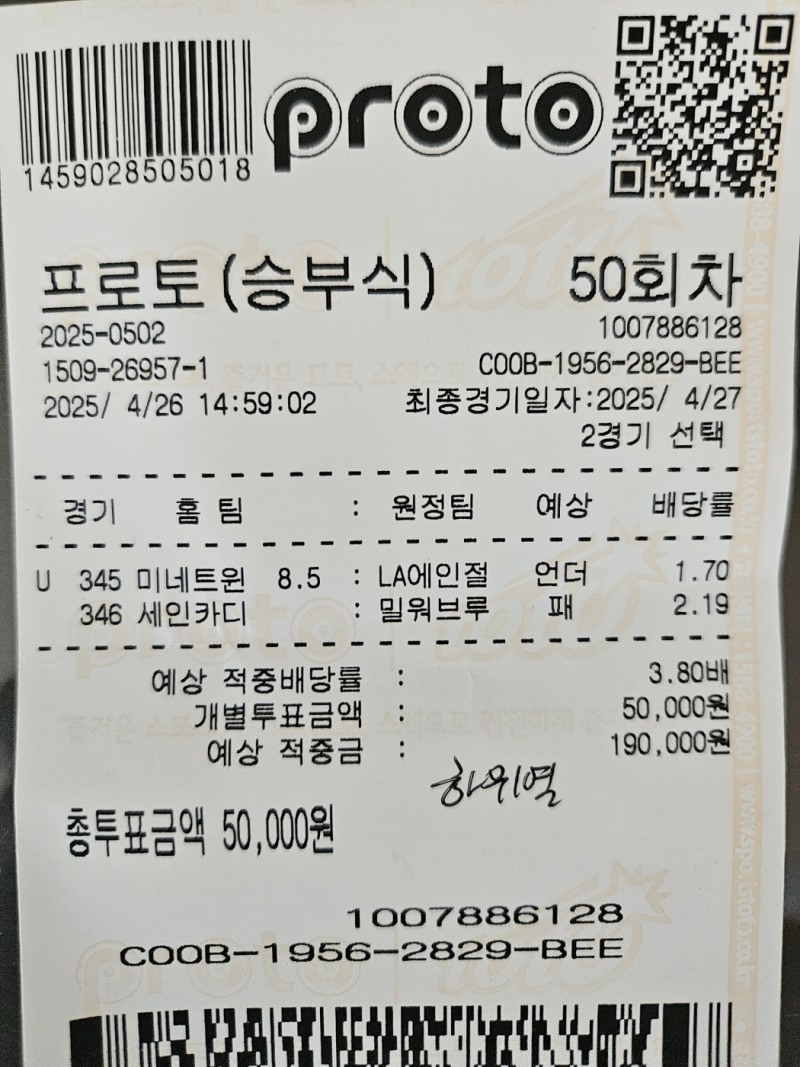 proto
1459028505018
프로토(승부식) 50회차
2025-0502 1007886128
1509-26957-1 C00B-1956-2829-BEE
2025/ 4/26 14:59:02 최종경기일자:2025/ 4/27
2경기 선택
경기 홈 팀 : 원정팀 예상 배당률
U 345 미네트윈 8.5 : LA에인절 언더 1.70
346 세인카디 : 밀워브루 패 2.19
예상 적중배당률 : 3.80배
개별투표금액 : 50,000원
예상 적중금 : 190,000원
총투표금액 50,000원
1007886128
C00B-1956-2829-BEE